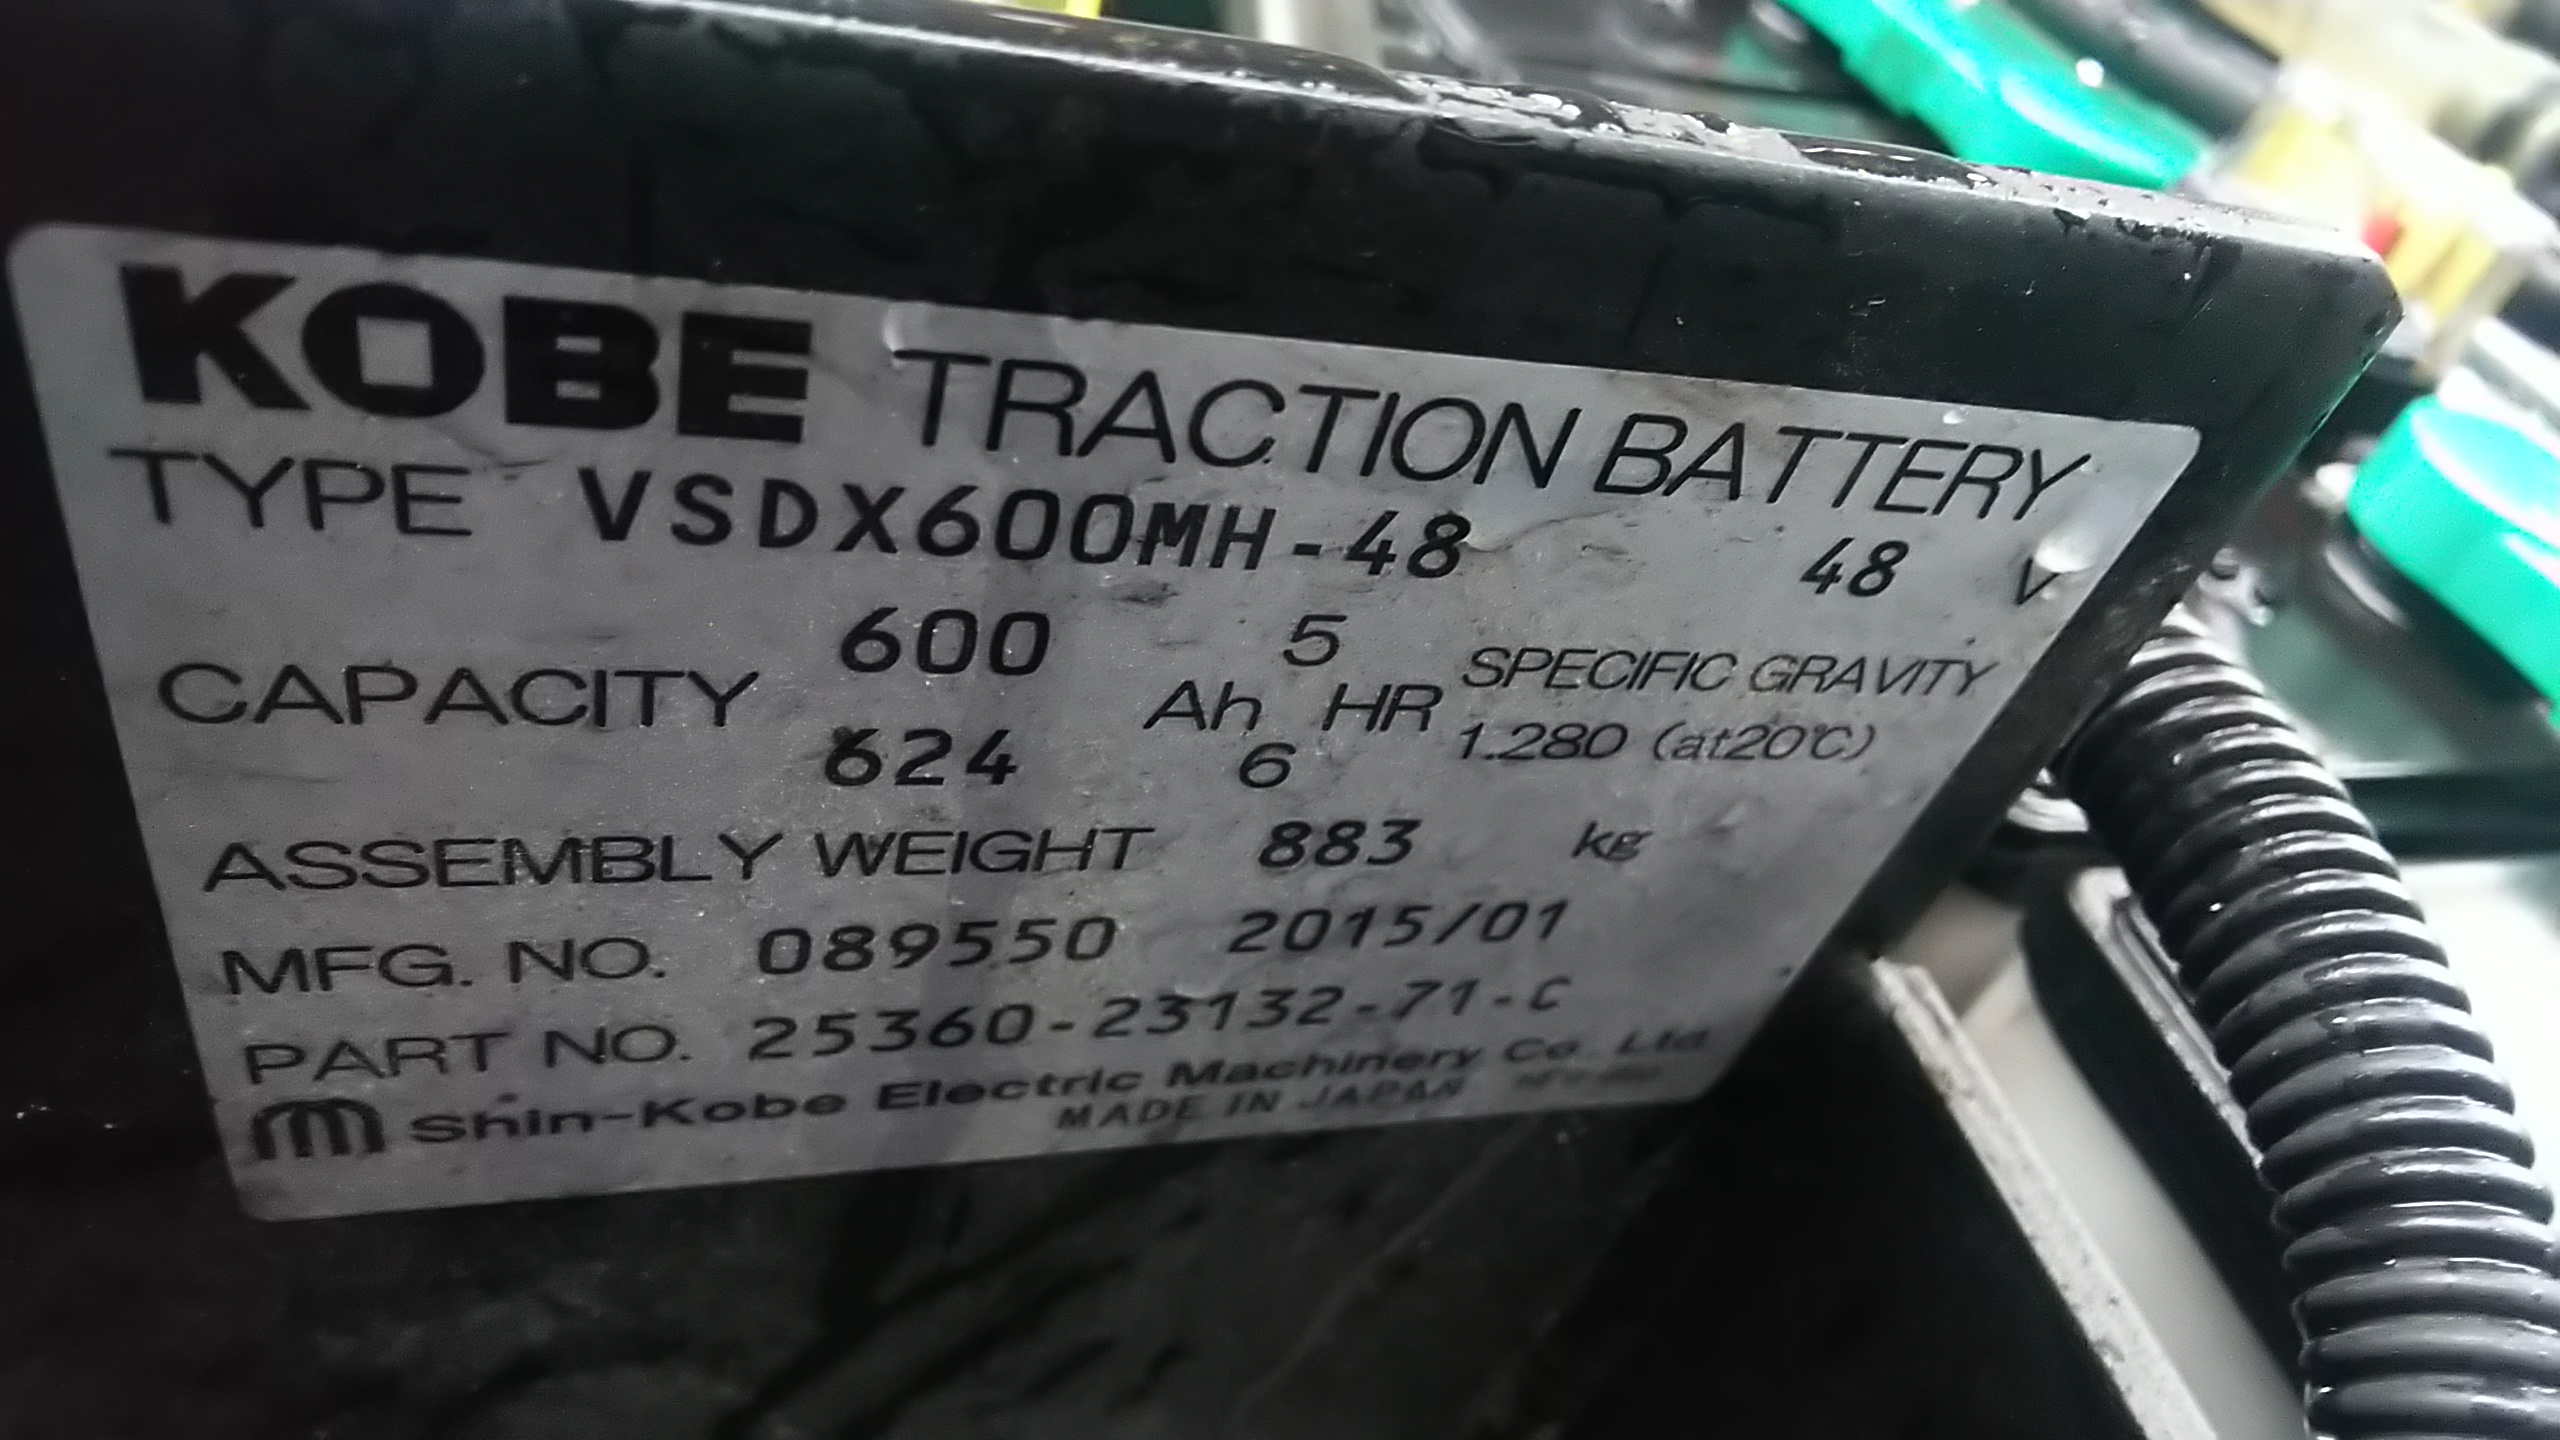 KOBE TRACTION BATTERY
TYPE VSDX600MH-48 48 V
600 5
CAPACITY Ah HR SPECIFIC GRAVITY
624 6 1.280 (at20℃)
ASSEMBLY WEIGHT 883 kg
MFG. NO. 089550 2015/01
PART NO. 25360-23132-71-C
Shin-Kobe Electric Machinery Co. Ltd.
MADE IN JAPAN